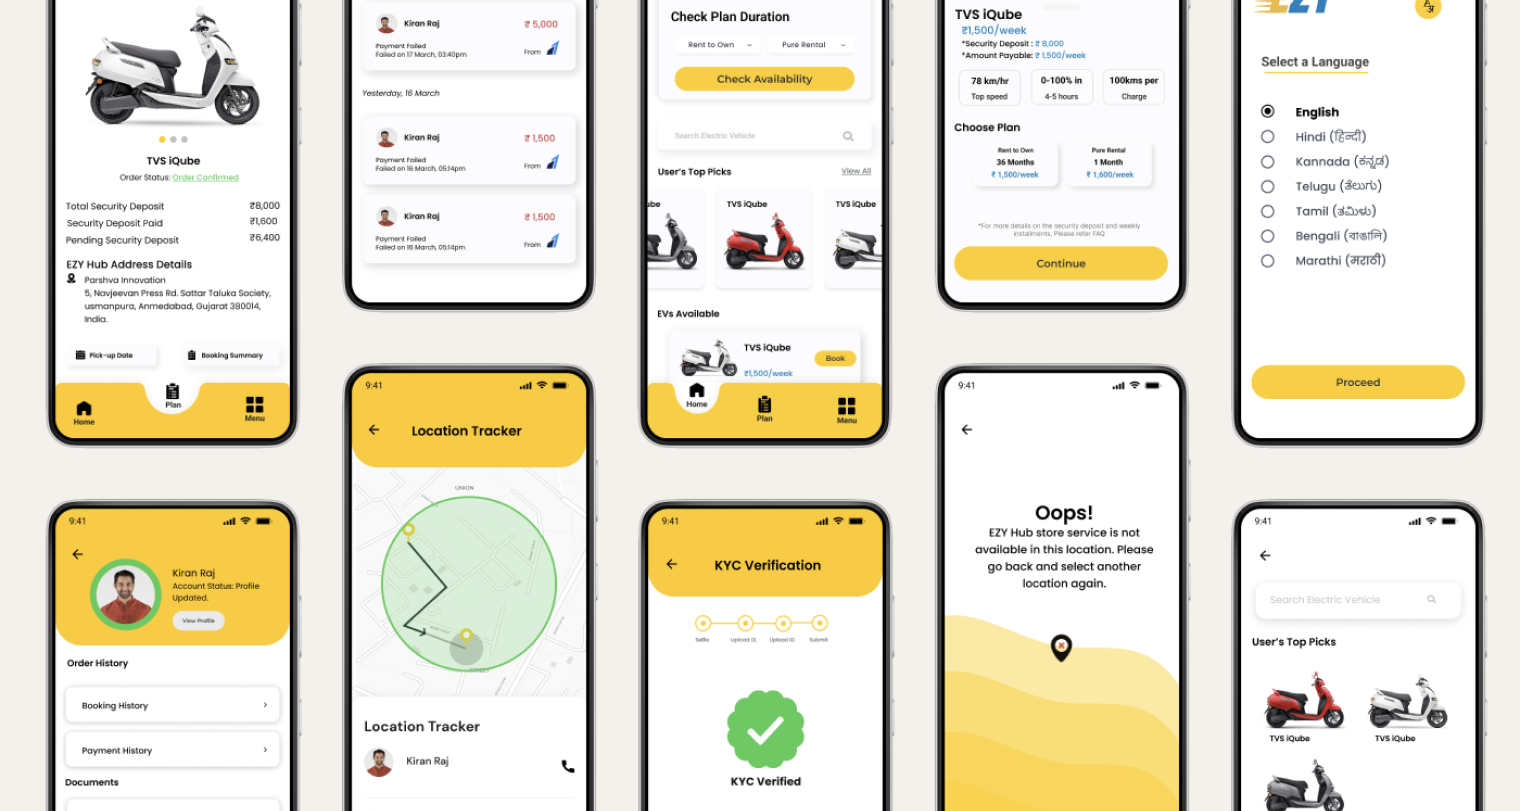 TVS iQube
Order Status: Order Confirmed
Total Security Deposit ₹8,000
Security Deposit Paid ₹1,600
Pending Security Deposit ₹6,400
EZY Hub Address Details
Parshva Innovation
5, Navjeevan Press Rd. Sattar Taluka Society,
usmanpura, Anmedabad, Gujarat 380014,
India.
Pick-up Date
Booking Summary
Home
Plan
Menu
9:41
Kiran Raj
Account Status: Profile
Updated.
View Profile
Order History
Booking History
Payment History
Documents
Kiran Raj ₹ 5,000
Payment Failed
Failed on 17 March, 03:40pm From
Yesterday, 16 March
Kiran Raj ₹ 1,500
Payment Failed
Failed on 16 March, 05:14pm From
Kiran Raj ₹ 1,500
Payment Failed
Failed on 16 March, 05:14pm From
9:41
Location Tracker
UNION
STREET
Location Tracker
Kiran Raj
Check Plan Duration
Rent to Own
Pure Rental
Check Availability
Search Electric Vehicle
User's Top Picks View All
ube
TVS iQube
TVS iQu
EVs Available
TVS iQube
₹1,500/week
Book
Home
Plan
Menu
9:41
KYC Verification
Selfie
Upload DL
Upload ID
Submit
KYC Verified
TVS iQube
₹1,500/week
*Security Deposit : ₹ 8,000
*Amount Payable: ₹ 1,500/week
78 km/hr
Top speed
0-100% in
4-5 hours
100kms per
Charge
Choose Plan
Rent to Own
36 Months
₹ 1,500/week
Pure Rental
1 Month
₹ 1,600/week
*For more details on the security deposit and weekly
instalments, Please refer FAQ
Continue
9:41
Oops!
EZY Hub store service is not
available in this location. Please
go back and select another
location again.
EZY
Select a Language
English
Hindi (हिन्दी)
Kannada (ಕನ್ನಡ)
Telugu (ತೆಲುಗು)
Tamil (ತಮಿಳು)
Bengali (বাঙালি)
Marathi (मराठी)
Proceed
9:41
Search Electric Vehicle
User's Top Picks
TVS iQube
TVS iQube